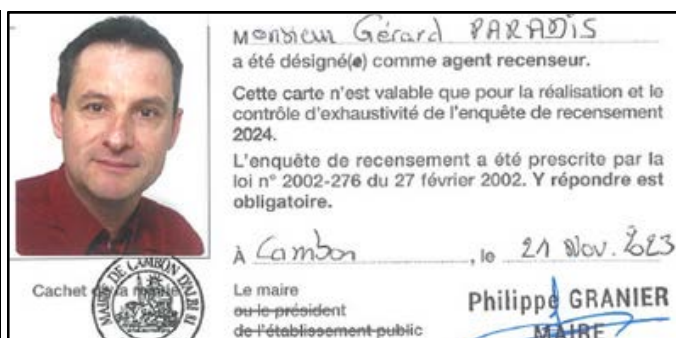 Monsieur Gérard PARADIS
a été désigné(e) comme agent recenseur.
Cette carte n'est valable que pour la réalisation et le
contrôle d'exhaustivité de l'enquête de recensement
2024.
L'enquête de recensement a été prescrite par la
loi n° 2002-276 du 27 février 2002. Y répondre est
obligatoire.
À Cambon, le 21 Nov. 2023
Cachet de la mairie
MAIRIE DE CAMBON D'ALBI
Le maire
ou le président
de l'établissement public
Philippe GRANIER
MAIRE